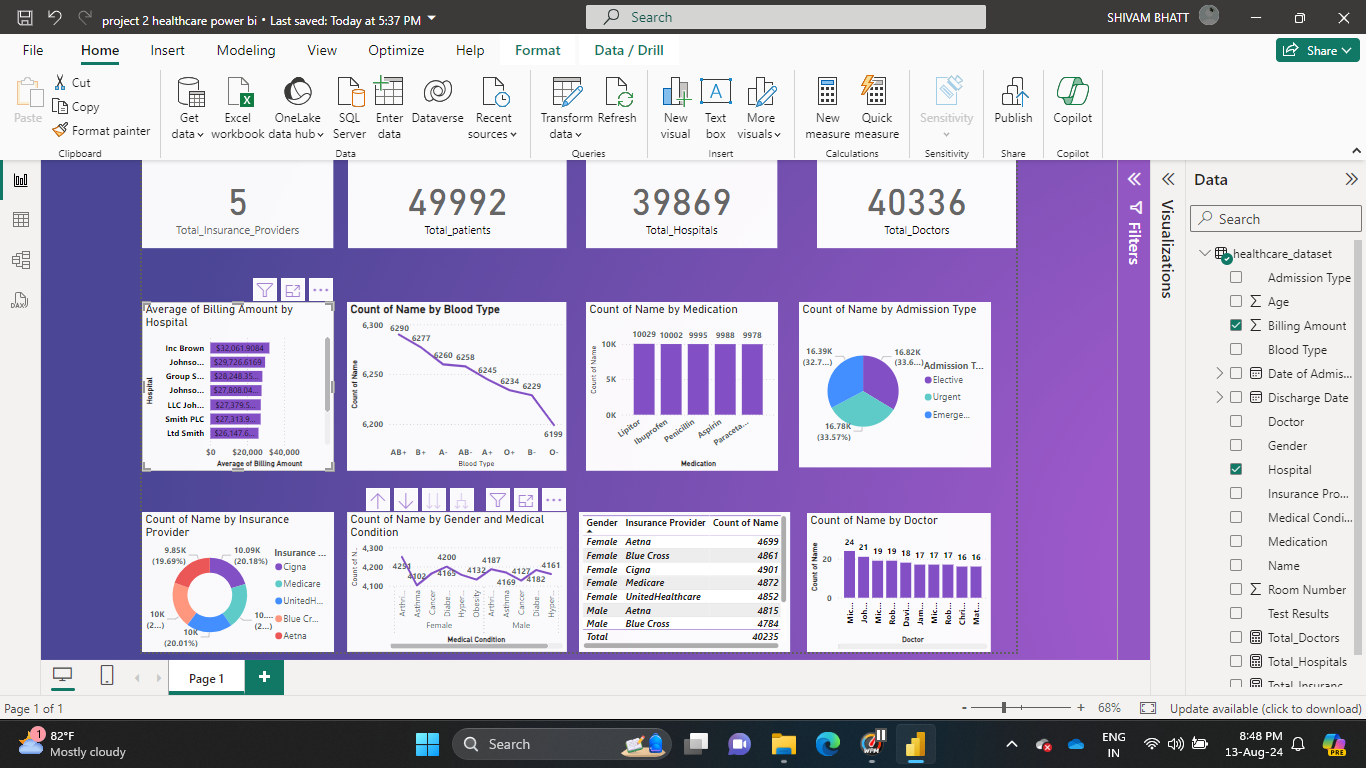 project 2 healthcare power bi • Last saved: Today at 5:37 PM
Search
SHIVAM BHATT
File Home Insert Modeling View Optimize Help Format Data / Drill
Share
Paste
Cut
Copy
Format painter
Get data
Excel workbook
OneLake data hub
SQL Server
Enter data
Dataverse
Recent sources
Transform data
Refresh
New visual
Text box
More visuals
New measure
Quick measure
Sensitivity
Publish
Copilot
Clipboard Data Queries Insert Calculations Sensitivity Share Copilot
5
Total_Insurance_Providers
49992
Total_patients
39869
Total_Hospitals
40336
Total_Doctors
Average of Billing Amount by
Hospital
Hospital
Inc Brown $32,061.9084
Johnso... $29,726.6169
Group S... $28,248.35...
Johnso... $27,808.04...
LLC Joh... $27,379.5...
Smith PLC $27,313.9...
Ltd Smith $26,147.6...
$0 $20,000 $40,000
Average of Billing Amount
Count of Name by Blood Type
Count of Name
6,300
6,250
6,200
6290
6277
6260
6258
6245
6234
6229
6199
AB+ B+ A- AB- A+ O+ B- O-
Blood Type
Count of Name by Medication
Count of Name
10K
5K
0K
10029 10002 9995 9988 9978
Lipitor
Ibuprofen
Penicillin
Aspirin
Paraceta...
Medication
Count of Name by Admission Type
16.39K
(32.7...)
16.82K
(33.6...)
16.78K
(33.57%)
Admission T...
Elective
Urgent
Emerge...
Count of Name by Insurance
Provider
9.85K
(19.69%)
10.09K
(20.18%)
10K
(2...)
10K
(20.01%)
10....
(2...)
Insurance ...
Cigna
Medicare
UnitedH...
Blue Cr...
Aetna
Count of Name by Gender and Medical
Condition
Count of N...
4,300
4,200
4,100
4251
4102
4165
4200
4132
4187
4169
4127
4182
4161
Arthri...
Asthma
Cancer
Diabe...
Hyper...
Obesity
Arthri...
Asthma
Cancer
Diabe...
Hyper...
Female Male
Medical Condition
Gender Insurance Provider Count of Name
Female Aetna 4699
Female Blue Cross 4861
Female Cigna 4901
Female Medicare 4872
Female UnitedHealthcare 4852
Male Aetna 4815
Male Blue Cross 4784
Total 40235
Count of Name by Doctor
Count of Name
20
0
24 21 19 19 18 17 17 17 16 16
Mic...
Joh...
Mic...
Rob...
Davi...
Jam...
Mic...
Rob...
Chri...
Mat...
Doctor
Filters
Visualizations
Data
Search
healthcare_dataset
Admission Type
Age
Billing Amount
Blood Type
Date of Admis...
Discharge Date
Doctor
Gender
Hospital
Insurance Pro...
Medical Condi...
Medication
Name
Room Number
Test Results
Total_Doctors
Total_Hospitals
Total_Insuranc...
Page 1
Page 1 of 1
- + 68%
Update available (click to download)
1
82°F
Mostly cloudy
Search
ENG
IN
8:48 PM
13-Aug-24
PRE